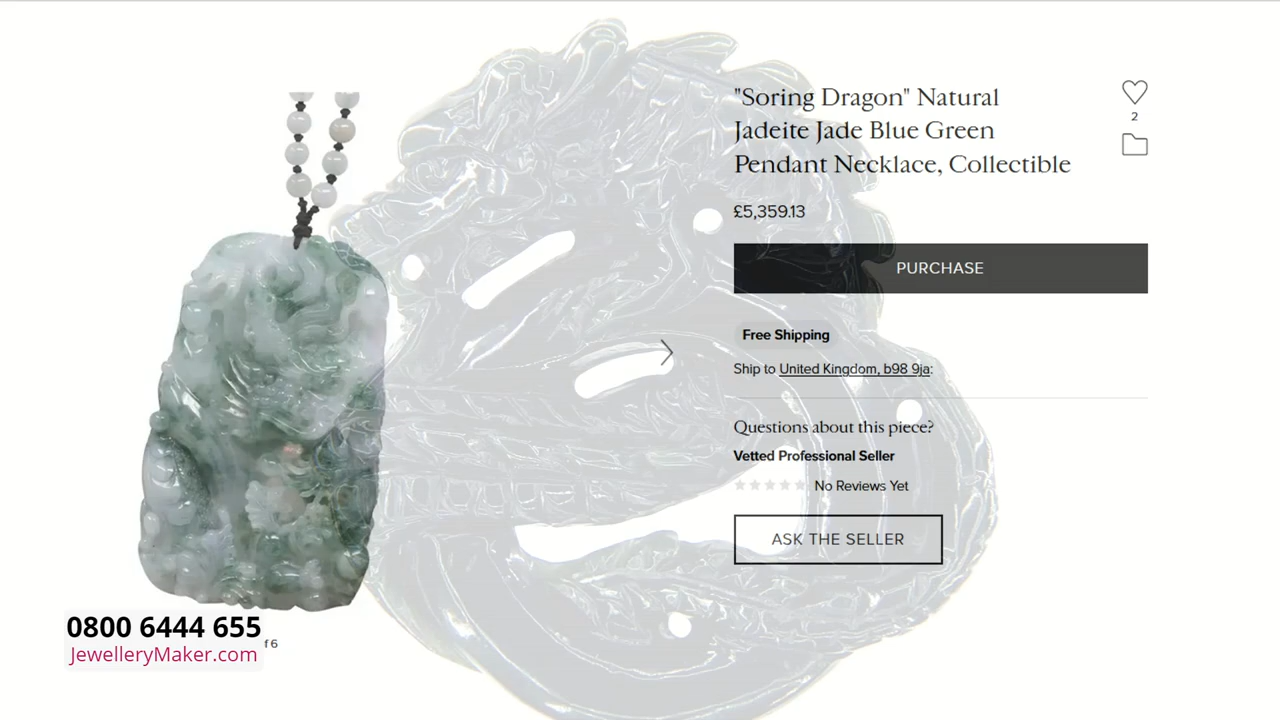 "Soring Dragon" Natural
Jadeite Jade Blue Green
Pendant Necklace, Collectible
2
£5,359.13
PURCHASE
Free Shipping
Ship to United Kingdom, b98 9ja:
Questions about this piece?
Vetted Professional Seller
No Reviews Yet
ASK THE SELLER
0800 6444 655
f 6
JewelleryMaker.com